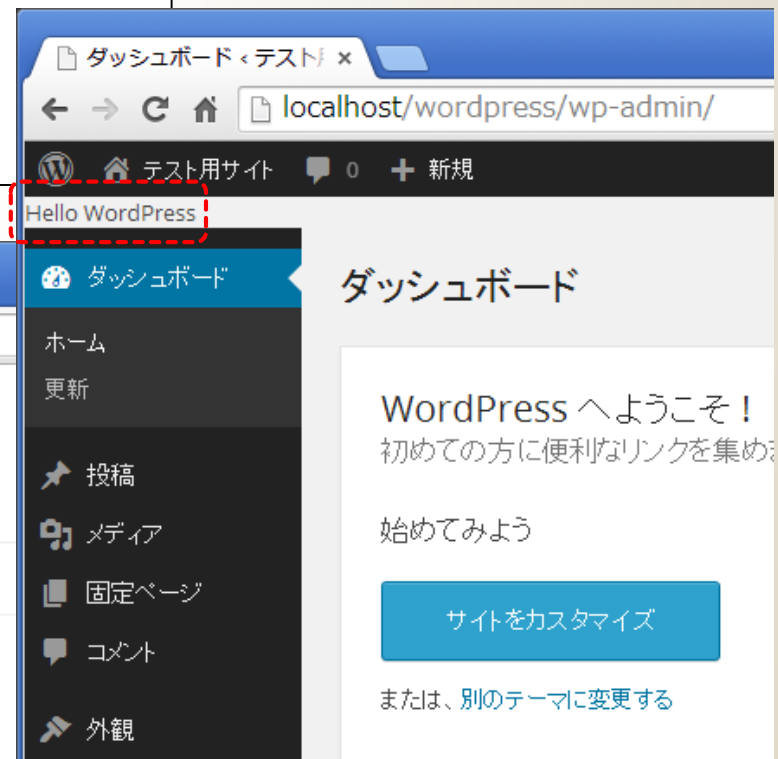 ダッシュボード ‹ テスト
localhost/wordpress/wp-admin/
テスト用サイト 0 新規
Hello WordPress
ダッシュボード
ホーム
更新
投稿
メディア
固定ページ
コメント
外観
ダッシュボード
WordPress へようこそ！
初めての方に便利なリンクを集め
始めてみよう
サイトをカスタマイズ
または、別のテーマに変更する